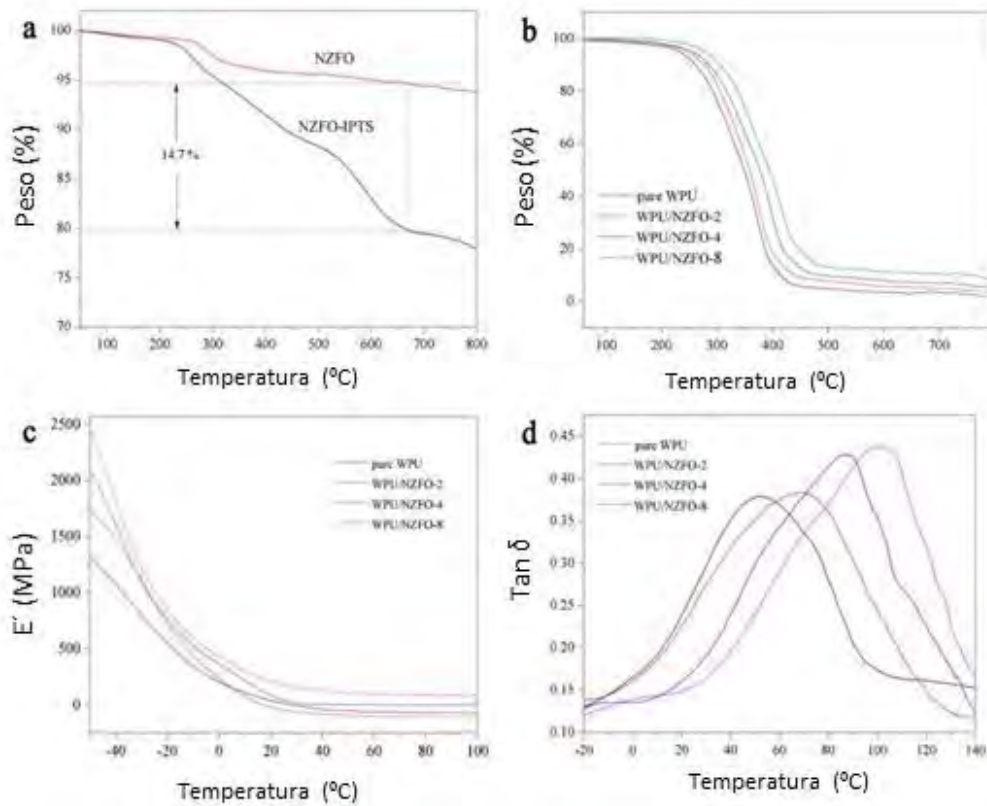 a
100
95
90
85
80
75
70
Peso (%)
NZFO
NZFO-IPTS
14.7 %
100 200 300 400 500 600 700 800
Temperatura (ºC)
b
100
80
60
40
20
0
Peso (%)
pure WPU
WPU/NZFO-2
WPU/NZFO-4
WPU/NZFO-8
100 300 500 700
Temperatura (ºC)
c
2500
2000
1500
1000
500
0
E´ (MPa)
pure WPU
WPU/NZFO-2
WPU/NZFO-4
WPU/NZFO-8
-40 -20 0 20 40 60 80 100
Temperatura (ºC)
d
0.45
0.40
0.35
0.30
0.25
0.20
0.15
0.10
Tan δ
pure WPU
WPU/NZFO-2
WPU/NZFO-4
WPU/NZFO-8
-20 0 20 40 60 80 100 140
Temperatura (ºC)